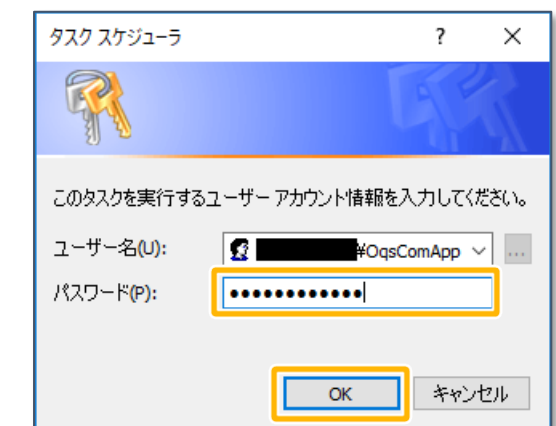 タスク スケジューラ
?
×
このタスクを実行するユーザー アカウント情報を入力してください。
ユーザー名(U):
¥OqsComApp
...
パスワード(P):
●●●●●●●●●●●●
OK
キャンセル